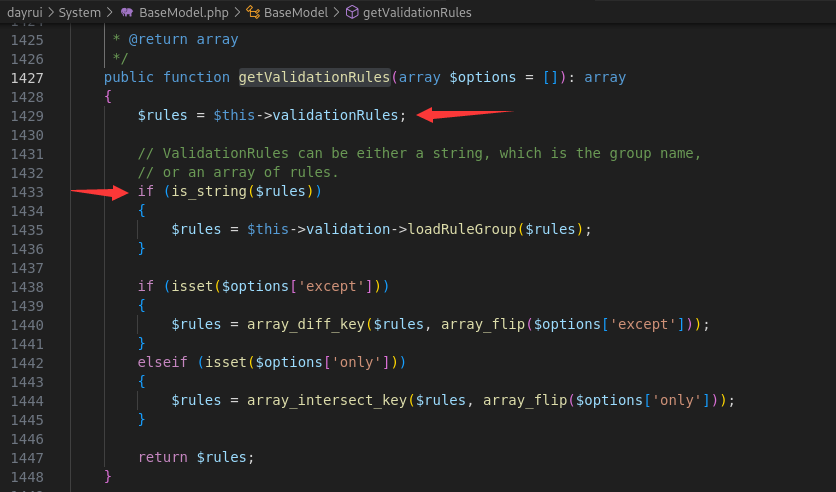 dayrui > System > BaseModel.php > BaseModel > getValidationRules
1425 * @return array
1426 */
1427 public function getValidationRules(array $options = []): array
1428 {
1429 $rules = $this->validationRules;
1430
1431 // ValidationRules can be either a string, which is the group name,
1432 // or an array of rules.
1433 if (is_string($rules))
1434 {
1435 $rules = $this->validation->loadRuleGroup($rules);
1436 }
1437
1438 if (isset($options['except']))
1439 {
1440 $rules = array_diff_key($rules, array_flip($options['except']));
1441 }
1442 elseif (isset($options['only']))
1443 {
1444 $rules = array_intersect_key($rules, array_flip($options['only']));
1445 }
1446
1447 return $rules;
1448 }